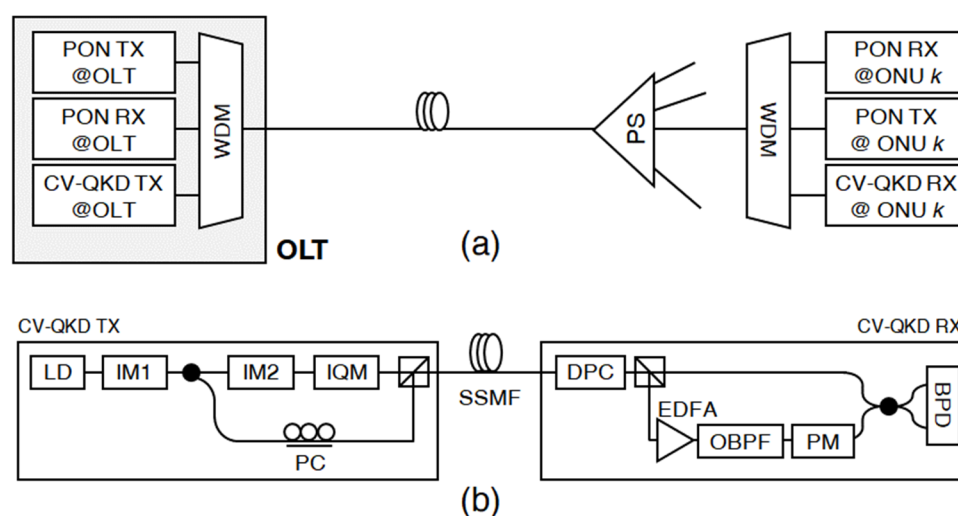 PON TX
@OLT
PON RX
@OLT
CV-QKD TX
@OLT
WDM
OLT
PS
WDM
PON RX
@ONU k
PON TX
@ ONU k
CV-QKD RX
@ ONU k
(a)
CV-QKD TX
LD
IM1
IM2
IQM
PC
SSMF
CV-QKD RX
DPC
EDFA
OBPF
PM
BPD
(b)